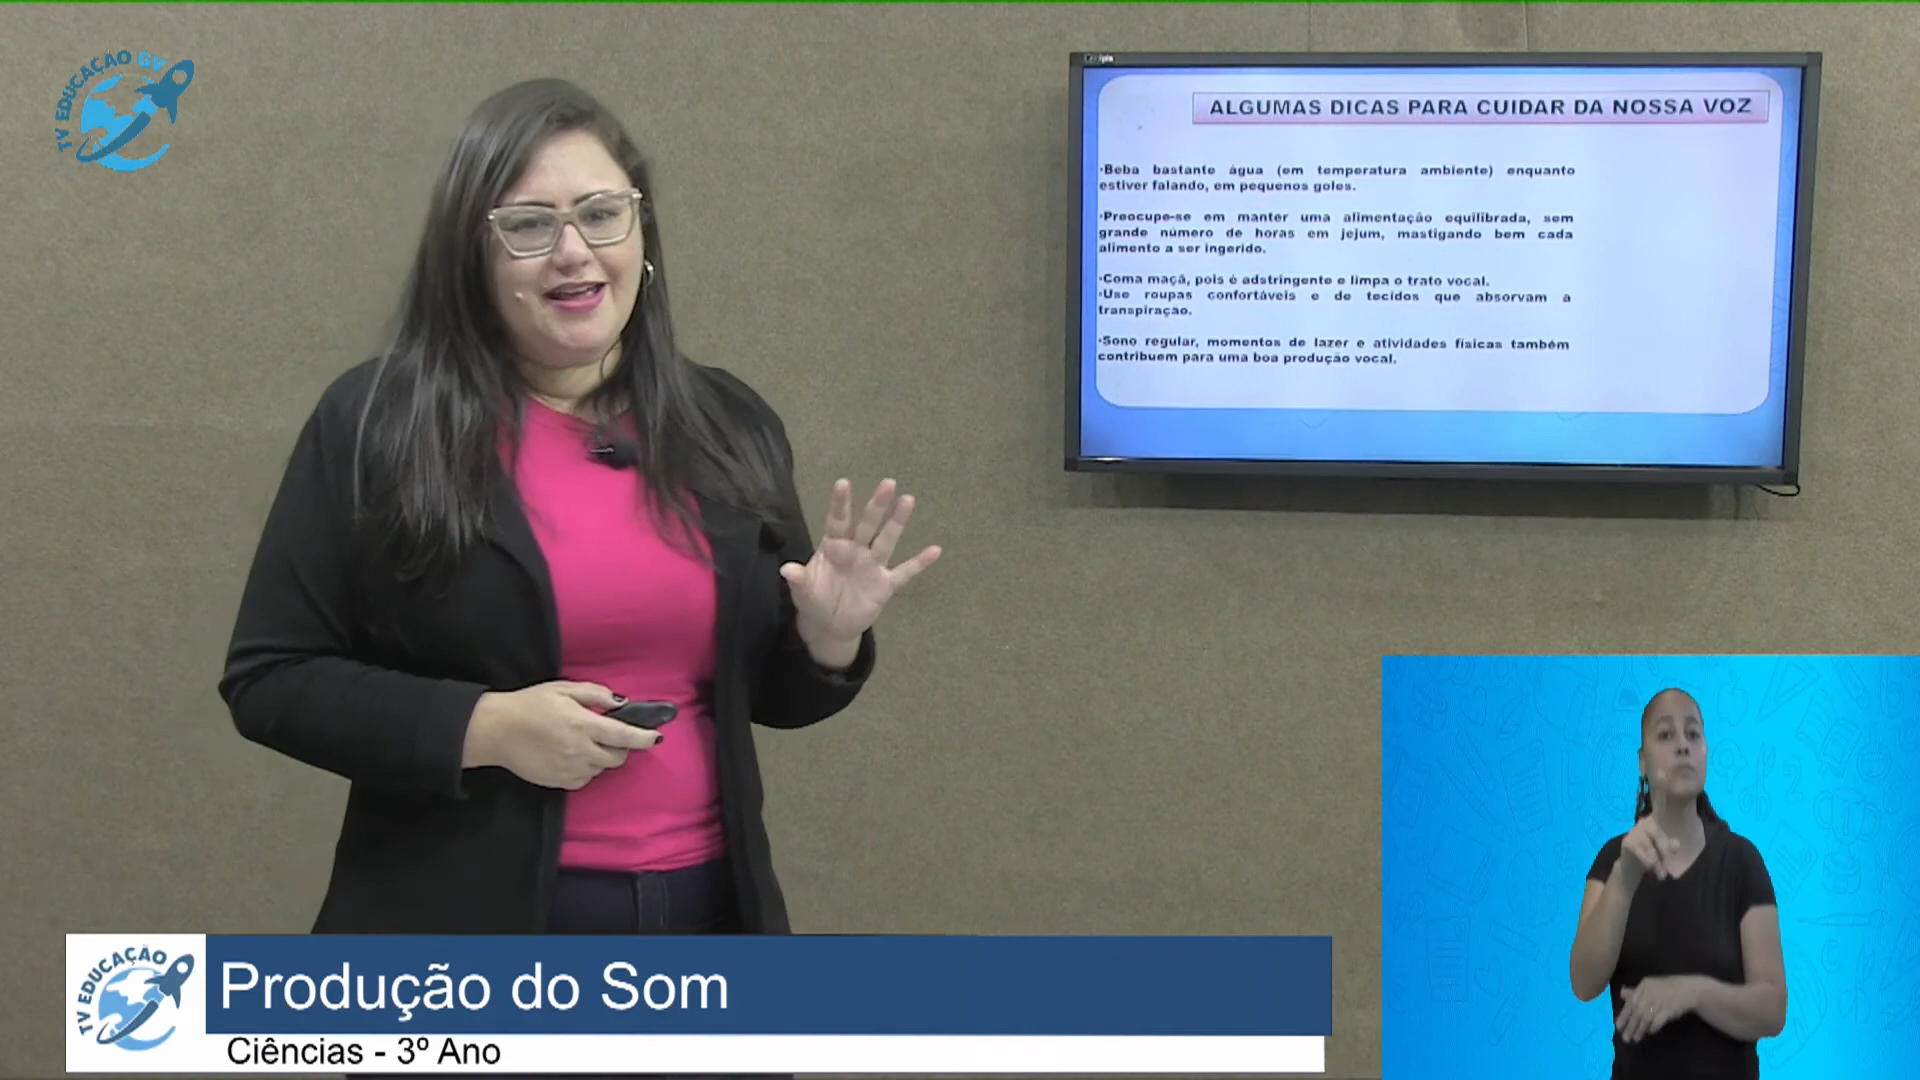 TV EDUCAÇÃO GV
ALGUMAS DICAS PARA CUIDAR DA NOSSA VOZ
•Beba bastante água (em temperatura ambiente) enquanto
estiver falando, em pequenos goles.
•Preocupe-se em manter uma alimentação equilibrada, sem
grande número de horas em jejum, mastigando bem cada
alimento a ser ingerido.
•Coma maçã, pois é adstringente e limpa o trato vocal.
•Use roupas confortáveis e de tecidos que absorvam a
transpiração.
•Sono regular, momentos de lazer e atividades físicas também
contribuem para uma boa produção vocal.
TV EDUCAÇÃO
Produção do Som
Ciências - 3º Ano